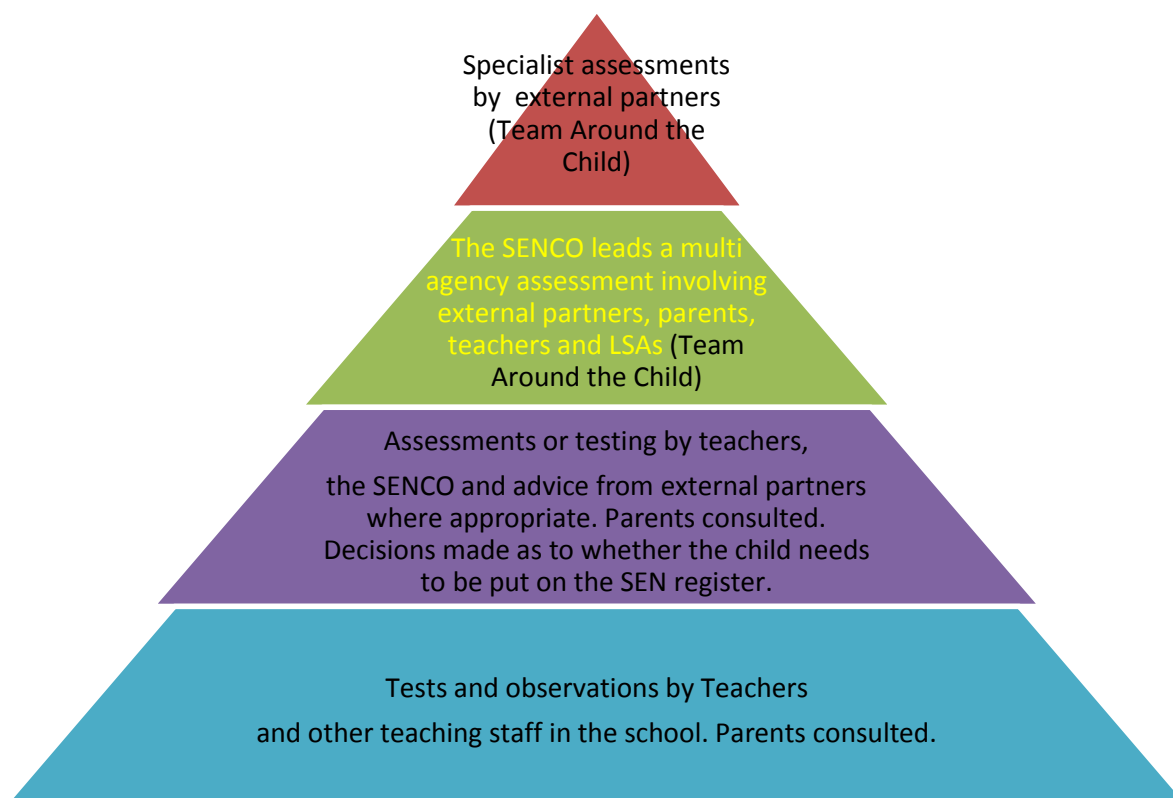 Specialist assessments
by external partners
(Team Around the
Child)
The SENCO leads a multi
agency assessment involving
external partners, parents,
teachers and LSAs (Team
Around the Child)
Assessments or testing by teachers,
the SENCO and advice from external partners
where appropriate. Parents consulted.
Decisions made as to whether the child needs
to be put on the SEN register.
Tests and observations by Teachers
and other teaching staff in the school. Parents consulted.